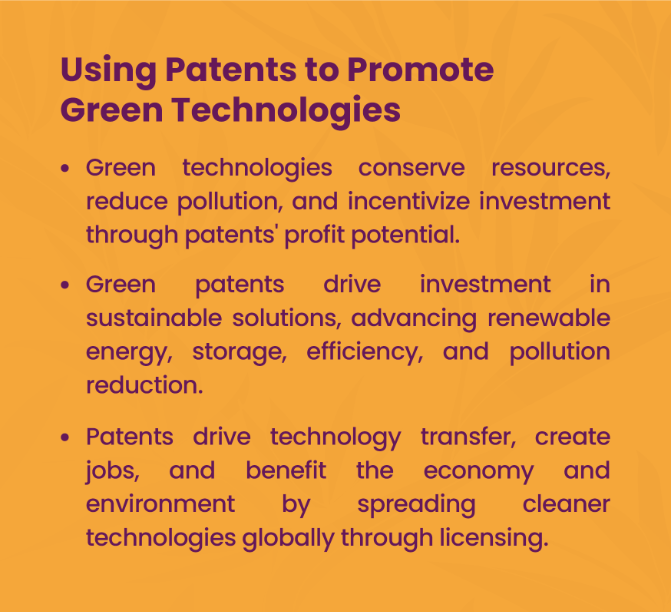 Using Patents to Promote
Green Technologies
• Green technologies conserve resources,
reduce pollution, and incentivize investment
through patents' profit potential.
• Green patents drive investment in
sustainable solutions, advancing renewable
energy, storage, efficiency, and pollution
reduction.
• Patents drive technology transfer, create
jobs, and benefit the economy and
environment by spreading cleaner
technologies globally through licensing.